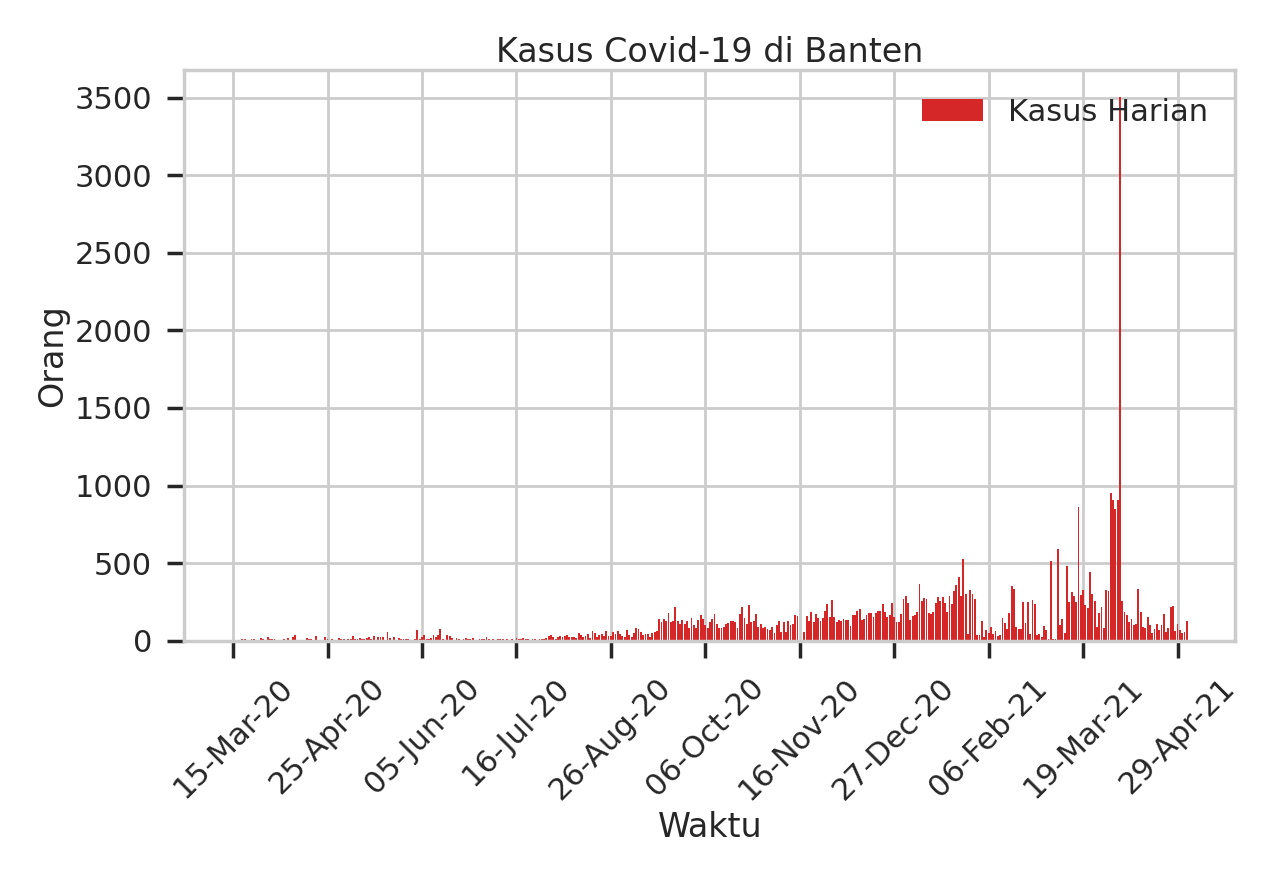 Kasus Covid-19 di Banten
Kasus Harian
Orang
3500
3000
2500
2000
1500
1000
500
0
15-Mar-20
25-Apr-20
05-Jun-20
16-Jul-20
26-Aug-20
06-Oct-20
16-Nov-20
27-Dec-20
06-Feb-21
19-Mar-21
29-Apr-21
Waktu